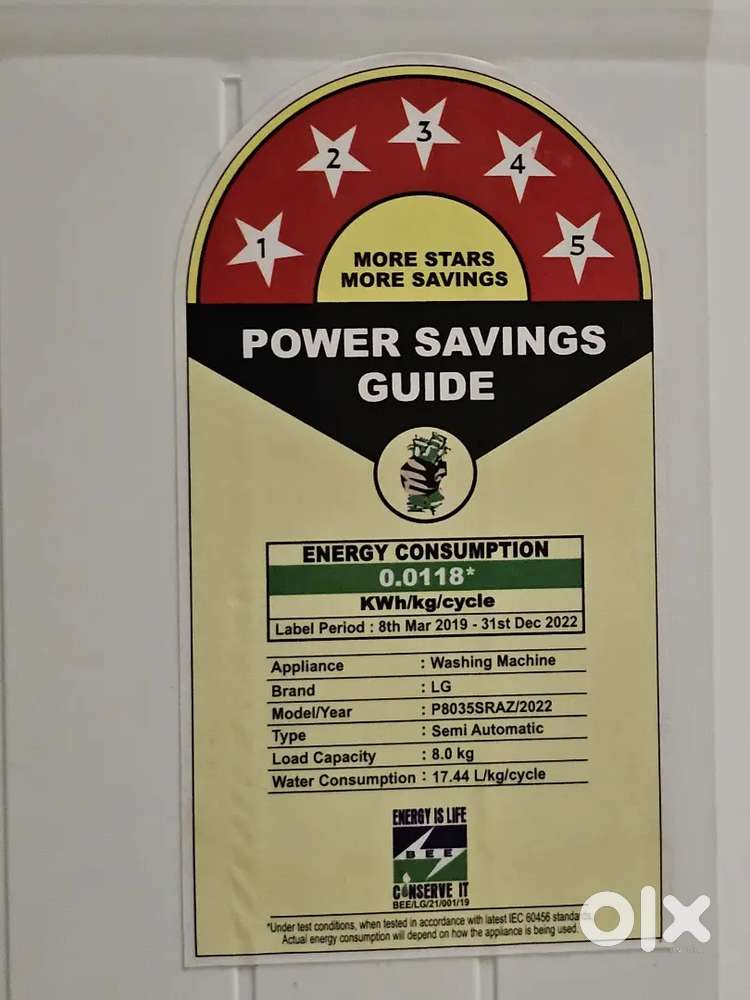 1
2
3
4
5
MORE STARS
MORE SAVINGS
POWER SAVINGS
GUIDE
ENERGY CONSUMPTION
0.0118*
KWh/kg/cycle
Label Period : 8th Mar 2019 - 31st Dec 2022
Appliance : Washing Machine
Brand : LG
Model/Year : P8035SRAZ/2022
Type : Semi Automatic
Load Capacity : 8.0 kg
Water Consumption : 17.44 L/kg/cycle
ENERGY IS LIFE
BEE
CONSERVE IT
BEE/LG/21/001/19
*Under test conditions, when tested in accordance with latest IEC 60456 standards.
Actual energy consumption will depend on how the appliance is being used.
olx